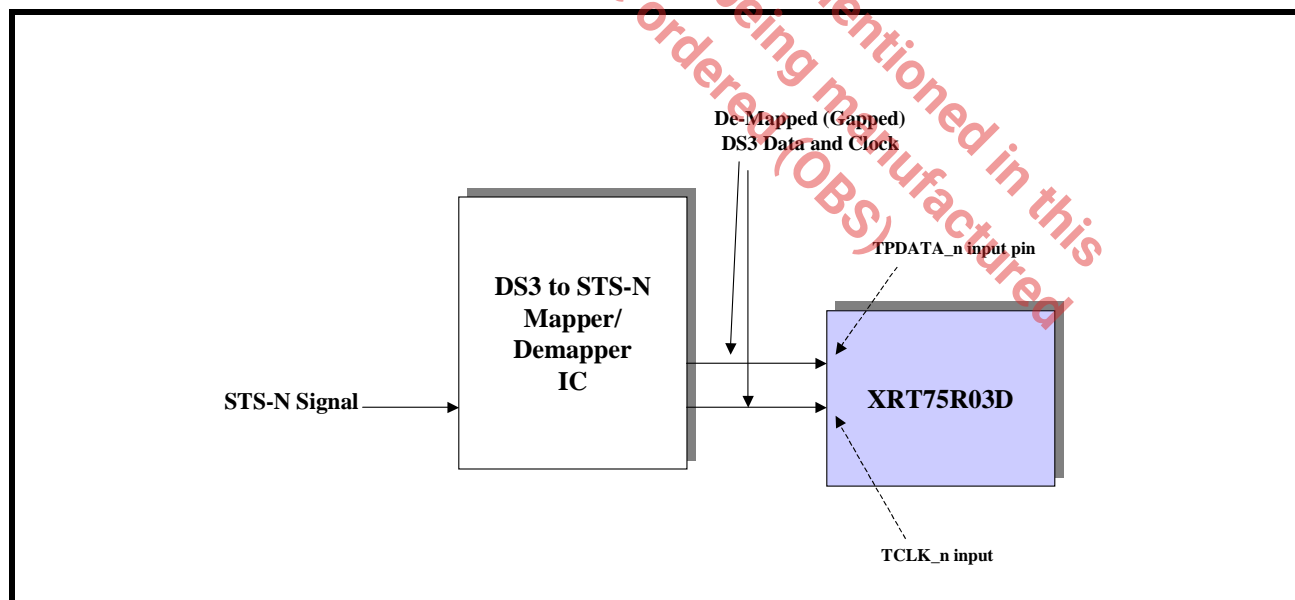 mentioned in this
being manufactured
ordered (OBS)
De-Mapped (Gapped)
DS3 Data and Clock
TPDATA_n input pin
DS3 to STS-N
Mapper/
Demapper
IC
STS-N Signal
XRT75R03D
TCLK_n input